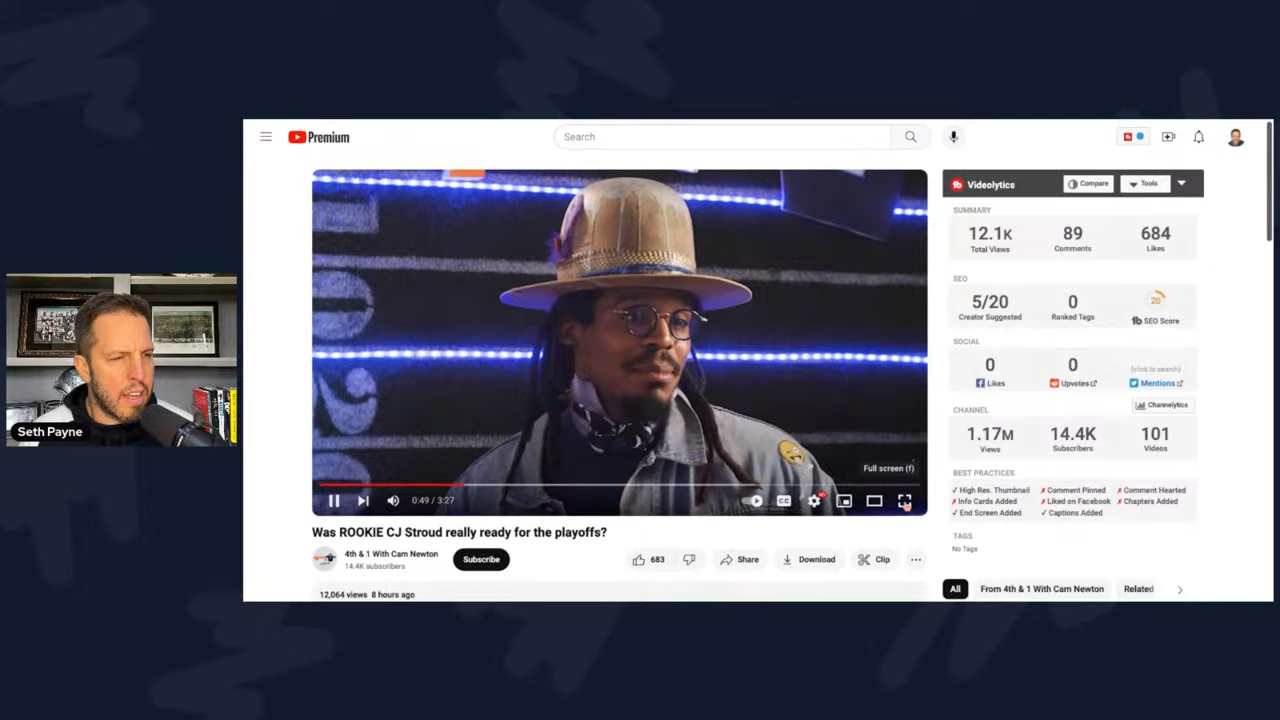 Premium
Search
Videolytics
Compare
Tools
SUMMARY
12.1K
89
684
Total Views
Comments
Likes
SEO
5/20
0
20
Creator Suggested
Ranked Tags
SEO Score
SOCIAL
0
0
(click to search)
Likes
Upvotes
Mentions
CHANNEL
Channelytics
1.17M
14.4K
101
Views
Subscribers
Videos
BEST PRACTICES
✓ High Res. Thumbnail
✗ Comment Pinned
✗ Comment Hearted
✗ Info Cards Added
✗ Liked on Facebook
✗ Chapters Added
✓ End Screen Added
✓ Captions Added
TAGS
No Tags
All
From 4th & 1 With Cam Newton
Related
Full screen (f)
0:49 / 3:27
CC
Was ROOKIE CJ Stroud really ready for the playoffs?
4th & 1 With Cam Newton
14.4K subscribers
Subscribe
683
Share
Download
Clip
12,064 views 8 hours ago
Seth Payne